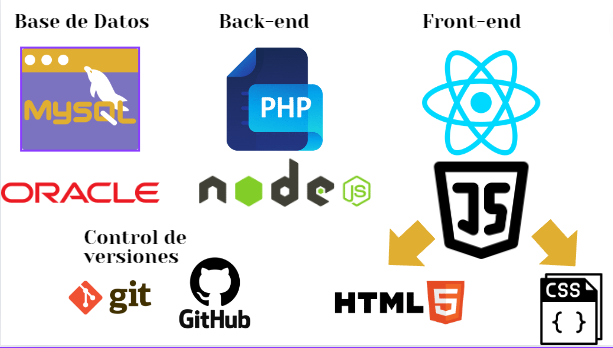 Base de Datos
Back-end
Front-end
MySQL
PHP
ORACLE
node
JS
JS
Control de
versiones
git
GitHub
HTML
5
CSS
{ }